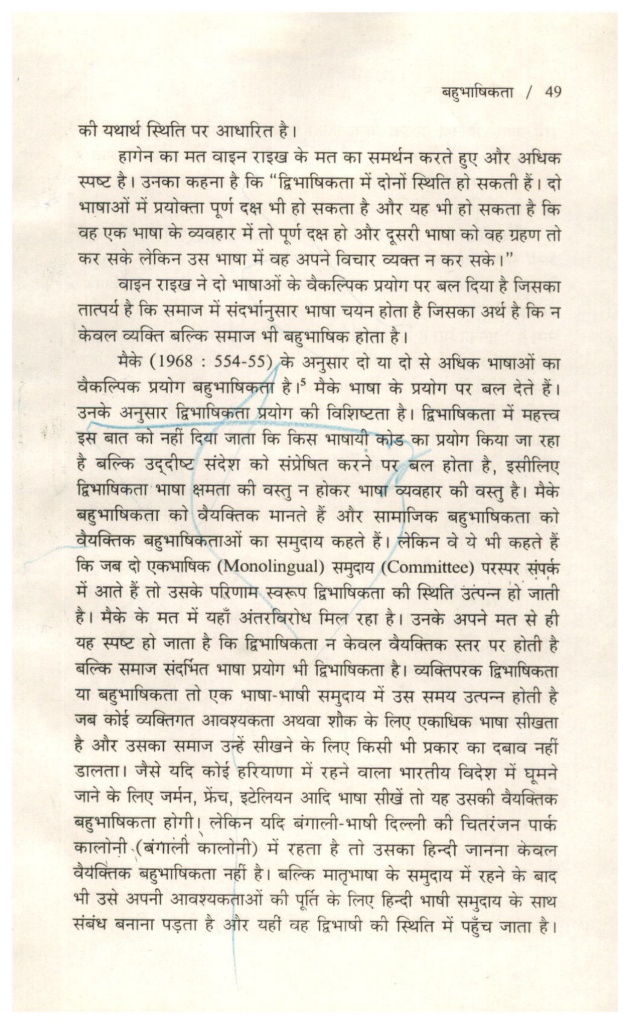 बहुभाषिकता / 49
की यथार्थ स्थिति पर आधारित है।
हागेन का मत वाइन राइख के मत का समर्थन करते हुए और अधिक
स्पष्ट है। उनका कहना है कि “द्विभाषिकता में दोनों स्थिति हो सकती हैं। दो
भाषाओं में प्रयोक्ता पूर्ण दक्ष भी हो सकता है और यह भी हो सकता है कि
वह एक भाषा के व्यवहार में तो पूर्ण दक्ष हो और दूसरी भाषा को वह ग्रहण तो
कर सके लेकिन उस भाषा में वह अपने विचार व्यक्त न कर सके।”
वाइन राइख ने दो भाषाओं के वैकल्पिक प्रयोग पर बल दिया है जिसका
तात्पर्य है कि समाज में संदर्भानुसार भाषा चयन होता है जिसका अर्थ है कि न
केवल व्यक्ति बल्कि समाज भी बहुभाषिक होता है।
मैके (1968 : 554-55) के अनुसार दो या दो से अधिक भाषाओं का
वैकल्पिक प्रयोग बहुभाषिकता है।⁵ मैके भाषा के प्रयोग पर बल देते हैं।
उनके अनुसार द्विभाषिकता प्रयोग की विशिष्टता है। द्विभाषिकता में महत्त्व
इस बात को नहीं दिया जाता कि किस भाषायी कोड का प्रयोग किया जा रहा
है बल्कि उद्दीष्ट संदेश को संप्रेषित करने पर बल होता है, इसीलिए
द्विभाषिकता भाषा क्षमता की वस्तु न होकर भाषा व्यवहार की वस्तु है। मैके
बहुभाषिकता को वैयक्तिक मानते हैं और सामाजिक बहुभाषिकता को
वैयक्तिक बहुभाषिकताओं का समुदाय कहते हैं। लेकिन वे ये भी कहते हैं
कि जब दो एकभाषिक (Monolingual) समुदाय (Committee) परस्पर संपर्क
में आते हैं तो उसके परिणाम स्वरूप द्विभाषिकता की स्थिति उत्पन्न हो जाती
है। मैके के मत में यहाँ अंतरविरोध मिल रहा है। उनके अपने मत से ही
यह स्पष्ट हो जाता है कि द्विभाषिकता न केवल वैयक्तिक स्तर पर होती है
बल्कि समाज संदर्भित भाषा प्रयोग भी द्विभाषिकता है। व्यक्तिपरक द्विभाषिकता
या बहुभाषिकता तो एक भाषा-भाषी समुदाय में उस समय उत्पन्न होती है
जब कोई व्यक्तिगत आवश्यकता अथवा शौक के लिए एकाधिक भाषा सीखता
है और उसका समाज उन्हें सीखने के लिए किसी भी प्रकार का दबाव नहीं
डालता। जैसे यदि कोई हरियाणा में रहने वाला भारतीय विदेश में घूमने
जाने के लिए जर्मन, फ्रेंच, इटेलियन आदि भाषा सीखें तो यह उसकी वैयक्तिक
बहुभाषिकता होगी। लेकिन यदि बंगाली-भाषी दिल्ली की चितरंजन पार्क
कालोनी (बंगाली कालोनी) में रहता है तो उसका हिन्दी जानना केवल
वैयक्तिक बहुभाषिकता नहीं है। बल्कि मातृभाषा के समुदाय में रहने के बाद
भी उसे अपनी आवश्यकताओं की पूर्ति के लिए हिन्दी भाषी समुदाय के साथ
संबंध बनाना पड़ता है और यहीं वह द्विभाषी की स्थिति में पहुँच जाता है।